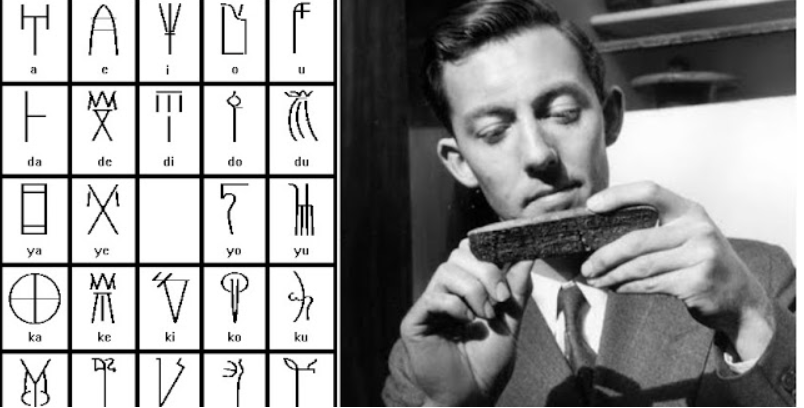 𐀀 𐀁 𐀂 𐀃 𐀄
a e i o u
𐀅 𐀆 𐀇 𐀈 𐀉
da de di do du
𐀊 𐀋 𐀍 𐀎
ya ye yo yu
𐀏 𐀐 𐀑 𐀒 𐀓
ka ke ki ko ku